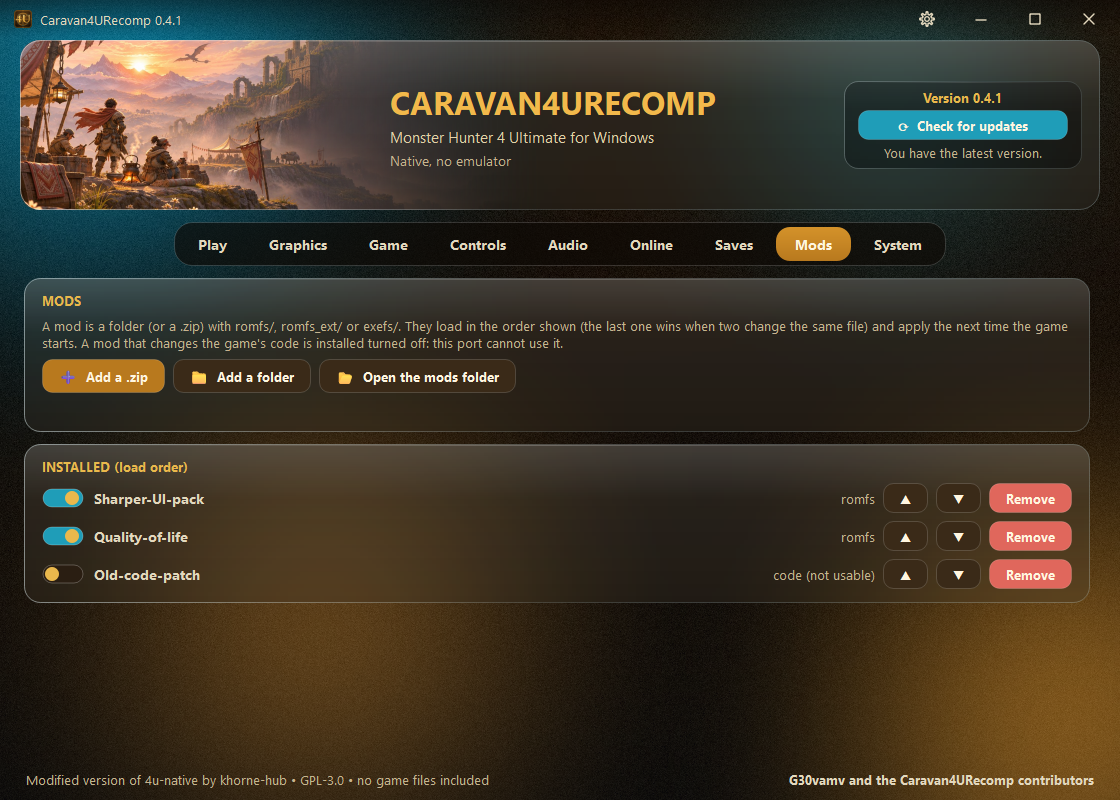 4U Caravan4URecomp 0.4.1
CARAVAN4URECOMP
Monster Hunter 4 Ultimate for Windows
Native, no emulator
Version 0.4.1
⟳ Check for updates
You have the latest version.
Play Graphics Game Controls Audio Online Saves Mods System
MODS
A mod is a folder (or a .zip) with romfs/, romfs_ext/ or exefs/. They load in the order shown (the last one wins when two change the same file) and apply the next time the game
starts. A mod that changes the game's code is installed turned off: this port cannot use it.
Add a .zip Add a folder Open the mods folder
INSTALLED (load order)
Sharper-UI-pack romfs ▲ ▼ Remove
Quality-of-life romfs ▲ ▼ Remove
Old-code-patch code (not usable) ▲ ▼ Remove
Modified version of 4u-native by khorne-hub • GPL-3.0 • no game files included
G30vamv and the Caravan4URecomp contributors